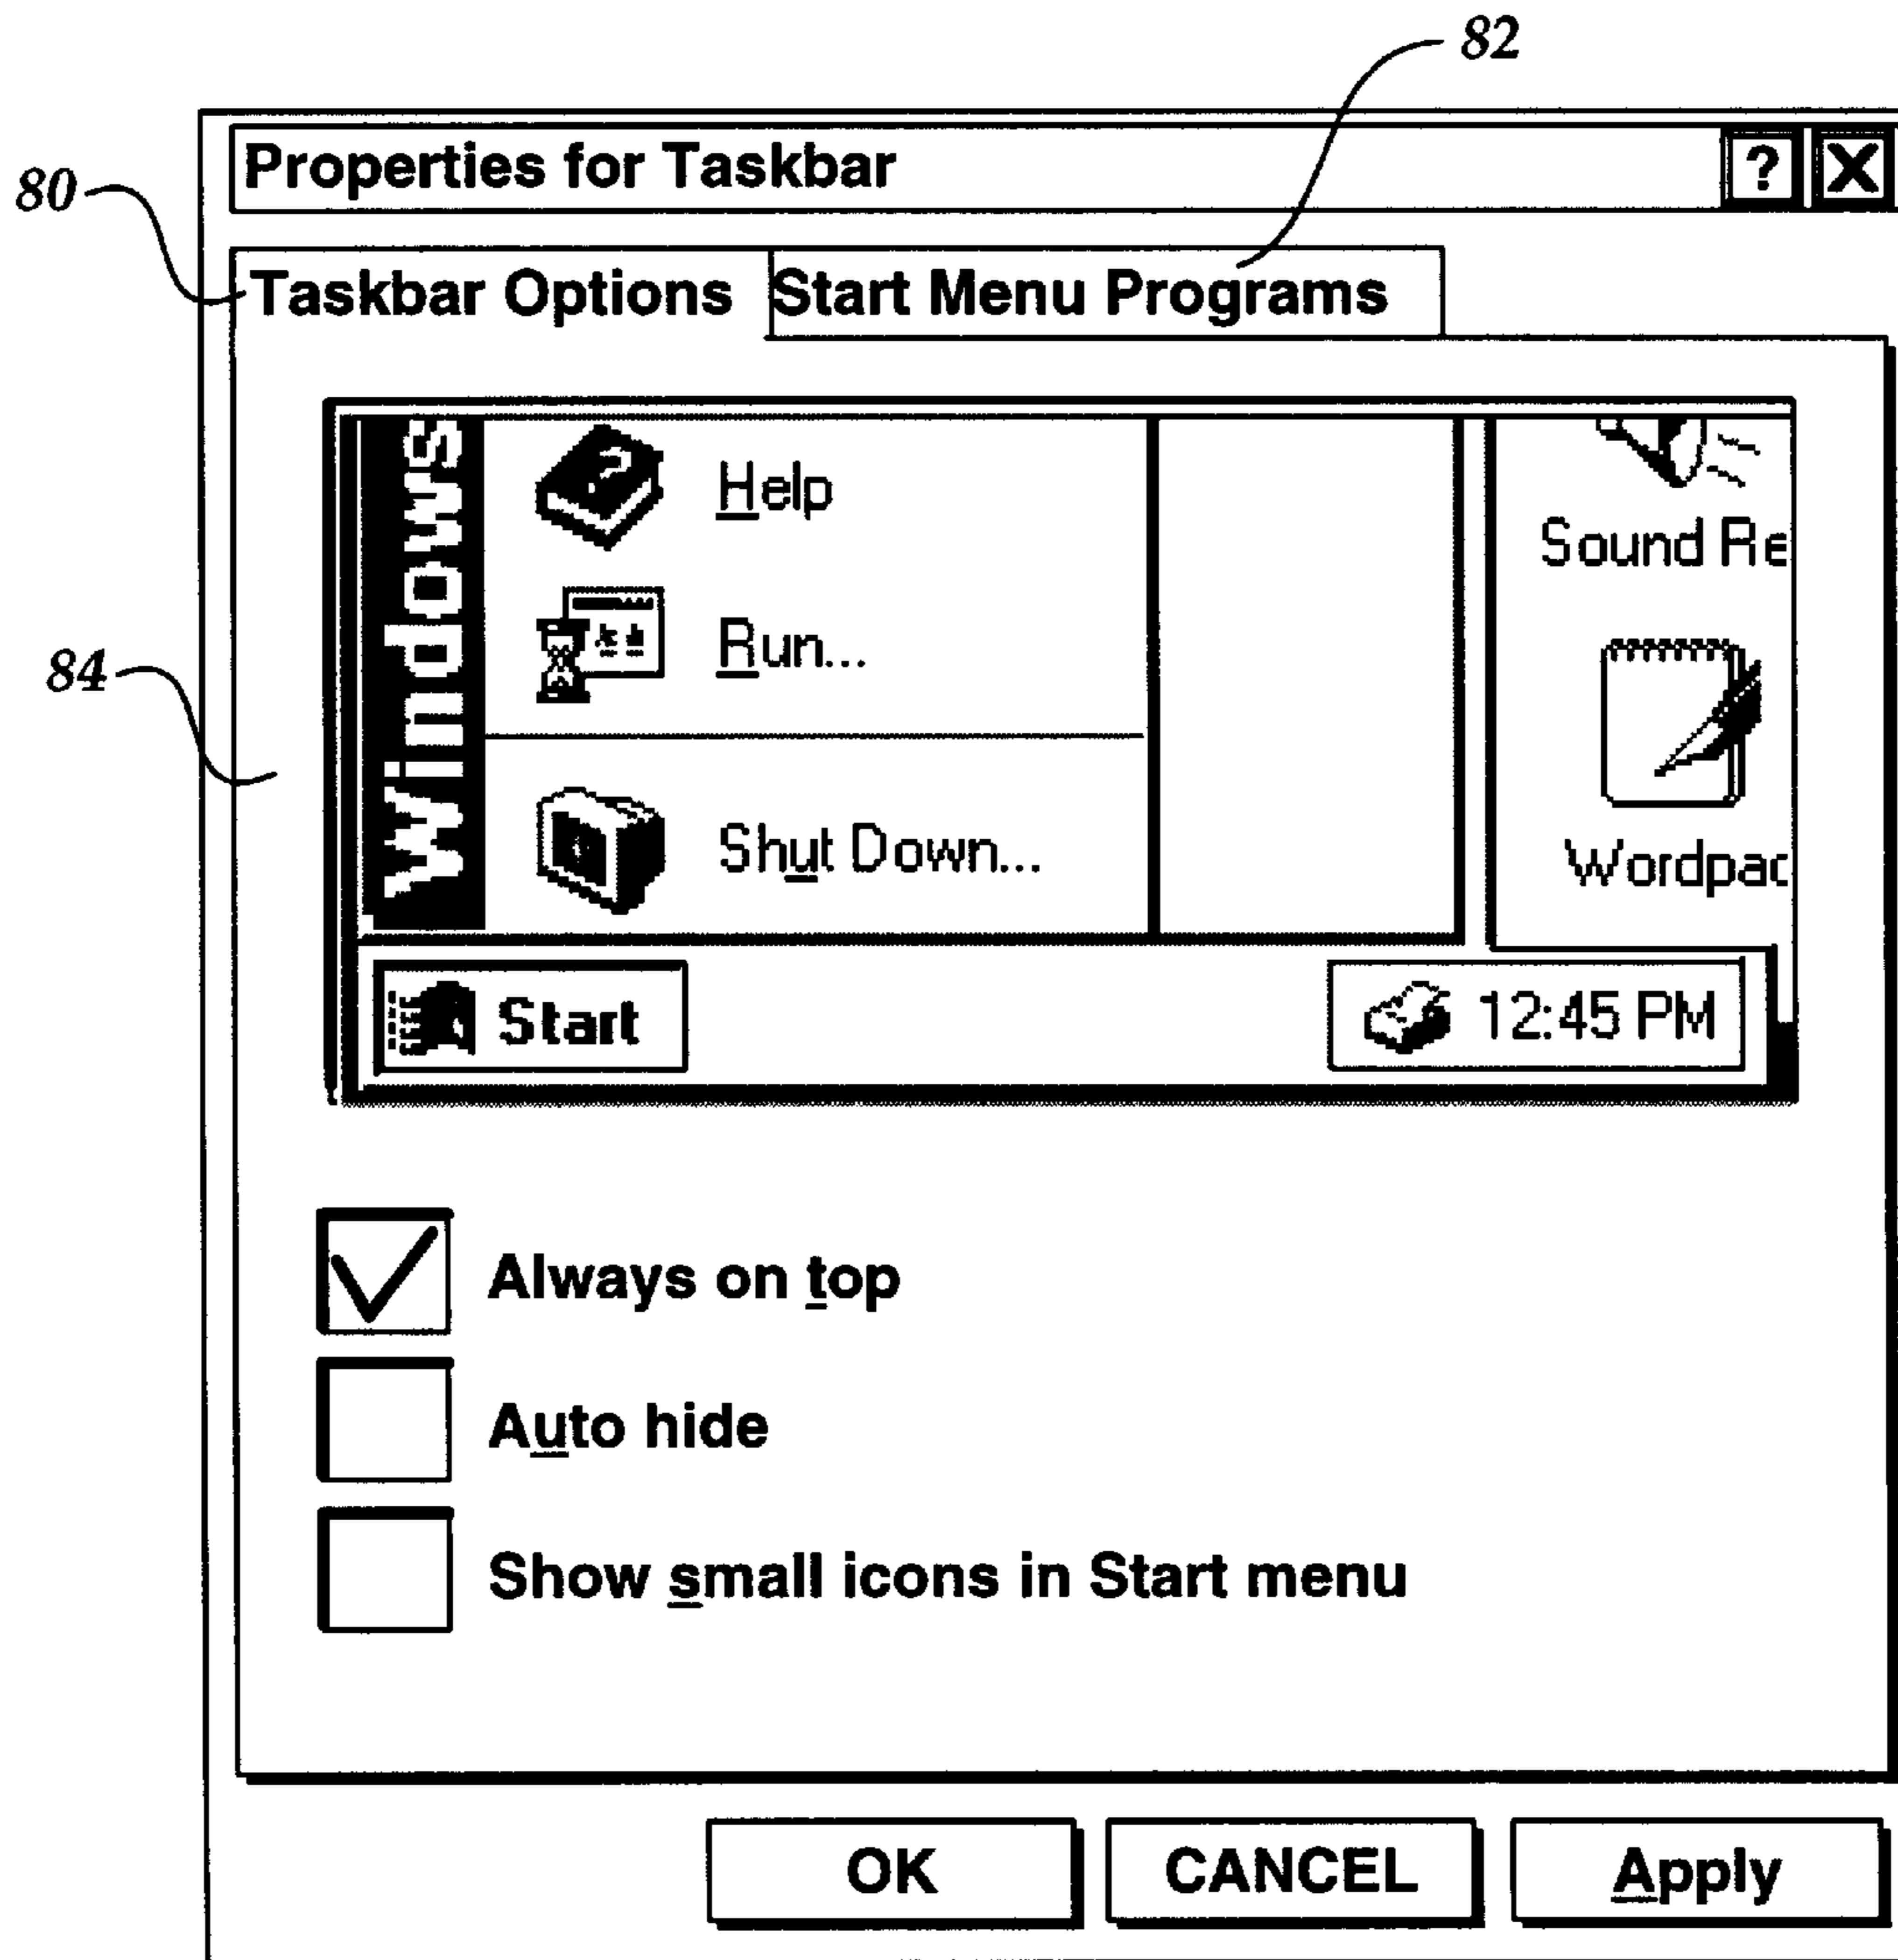 82
Properties for Taskbar ? X
80
Taskbar Options Start Menu Programs
Windows
Help
Sound Re
Run...
84
Shut Down...
Wordpad
Start 12:45 PM
Always on top
Auto hide
Show small icons in Start menu
OK CANCEL Apply